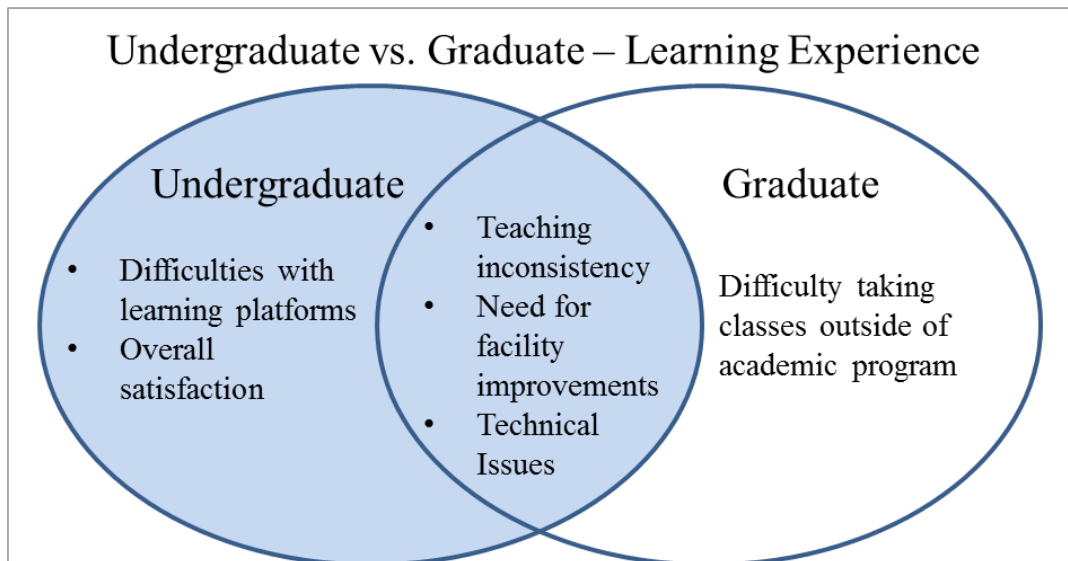 Undergraduate vs. Graduate – Learning Experience
Undergraduate
• Difficulties with
learning platforms
• Overall
satisfaction
• Teaching
inconsistency
• Need for
facility
improvements
• Technical
Issues
Graduate
Difficulty taking
classes outside of
academic program